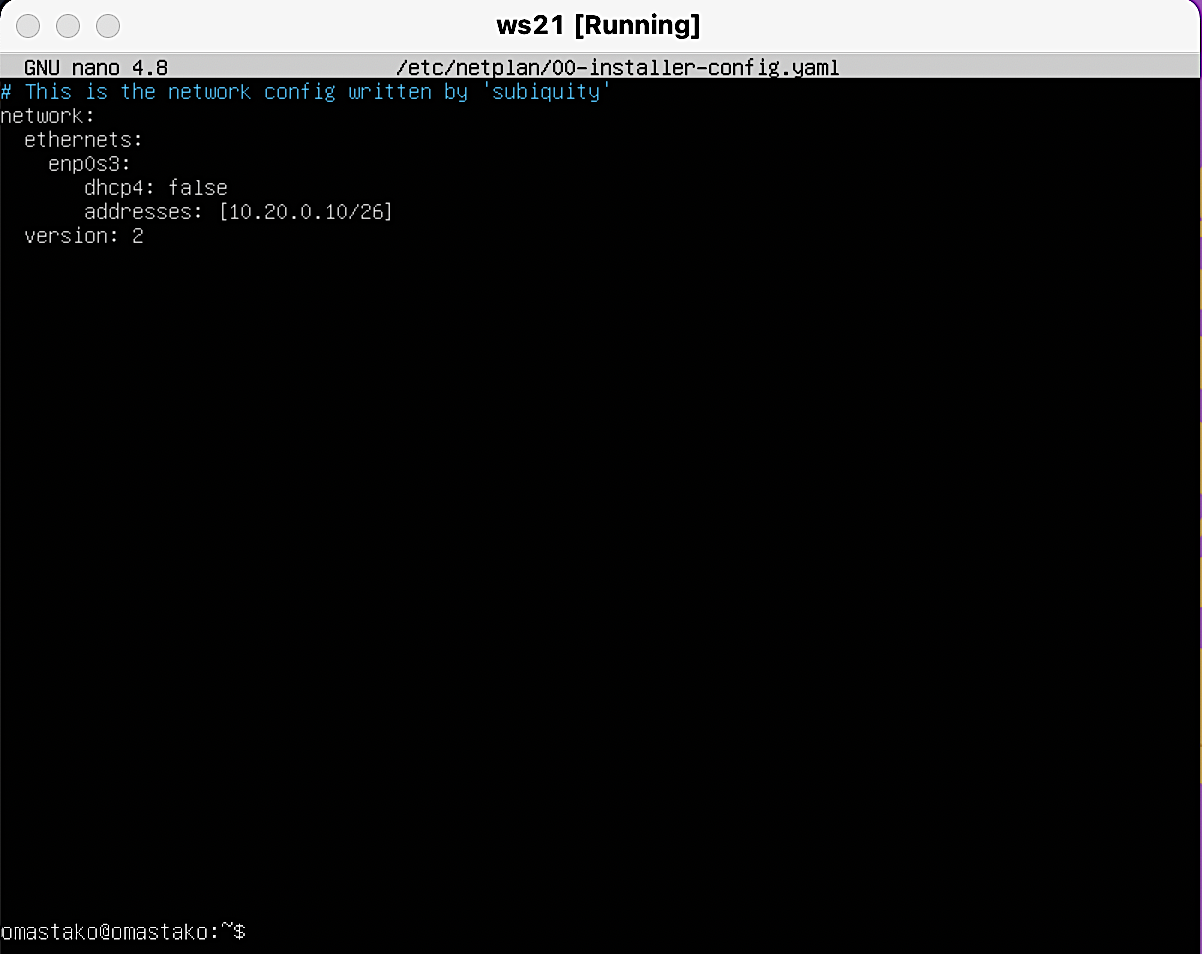 ws21 [Running]
GNU nano 4.8 /etc/netplan/00-installer-config.yaml
# This is the network config written by 'subiquity'
network:
  ethernets:
    enp0s3:
       dhcp4: false
       addresses: [10.20.0.10/26]
  version: 2
omastako@omastako:~$